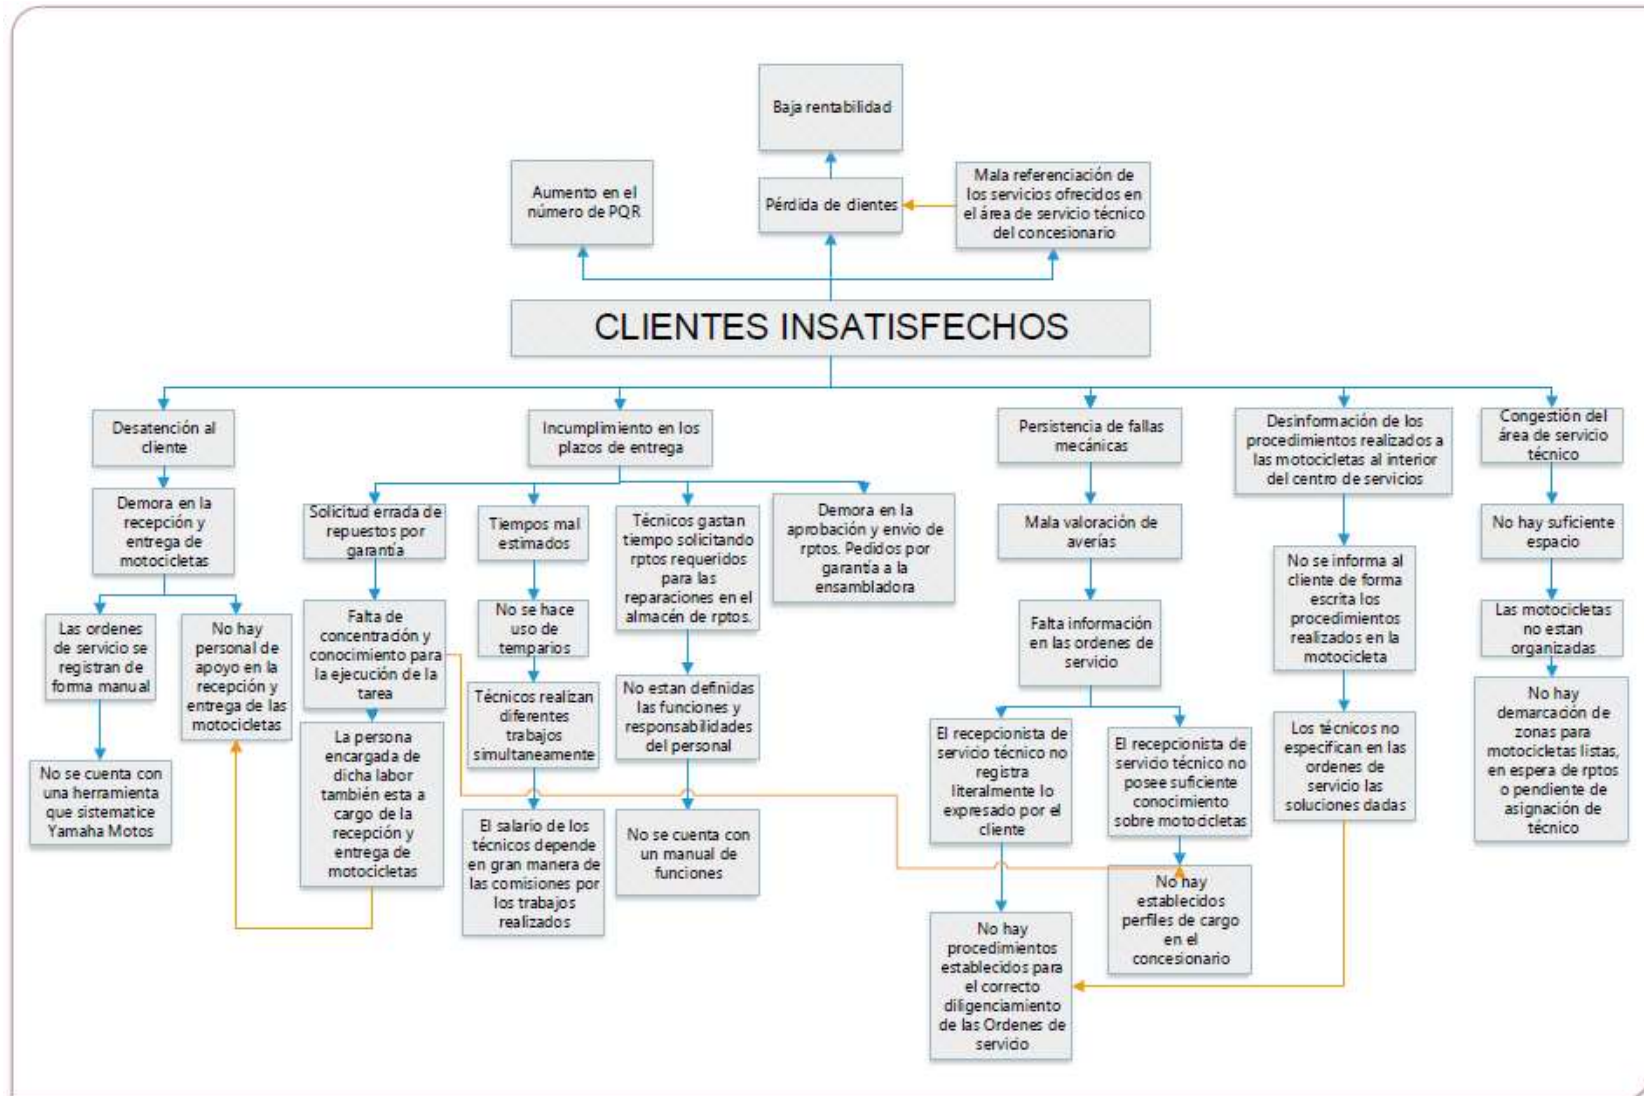 Baja rentabilidad
Aumento en el
número de PQR
Pérdida de clientes
Mala referenciación de
los servicios ofrecidos en
el área de servicio técnico
del concesionario
CLIENTES INSATISFECHOS
Desatención al
cliente
Incumplimiento en los
plazos de entrega
Persistencia de fallas
mecánicas
Desinformación de los
procedimientos realizados a
las motocicletas al interior
del centro de servicios
Congestión del
área de servicio
técnico
Demora en la
recepción y
entrega de
motocicletas
Solicitud errada de
repuestos por
garantía
Tiempos mal
estimados
Técnicos gastan
tiempo solicitando
rptos requeridos
para las
reparaciones en el
almacén de rptos.
Demora en la
aprobación y envio de
rptos. Pedidos por
garantía a la
ensambladora
Mala valoración de
averías
No se informa al
cliente de forma
escrita los
procedimientos
realizados en la
motocicleta
No hay suficiente
espacio
Las ordenes
de servicio se
registran de
forma manual
No hay
personal de
apoyo en la
recepción y
entrega de las
motocicletas
Falta de
concentración y
conocimiento para
la ejecución de la
tarea
No se hace
uso de
temparios
Falta información
en las ordenes de
servicio
Las motocicletas
no estan
organizadas
No se cuenta con
una herramienta
que sistematice
Yamaha Motos
La persona
encargada de
dicha labor
también esta a
cargo de la
recepción y
entrega de
motocicletas
Técnicos realizan
diferentes
trabajos
simultaneamente
No estan definidas
las funciones y
responsabilidades
del personal
El recepcionista de
servicio técnico no
registra
literalmente lo
expresado por el
cliente
El recepcionista de
servicio técnico no
posee suficiente
conocimiento
sobre motocicletas
Los técnicos no
especifican en las
ordenes de
servicio las
soluciones dadas
No hay
demarcación de
zonas para
motocicletas listas,
en espera de rptos
o pendiente de
asignación de
técnico
El salario de los
técnicos depende
en gran manera de
las comisiones por
los trabajos
realizados
No se cuenta con
un manual de
funciones
No hay
procedimientos
establecidos para
el correcto
diligenciamiento
de las Ordenes de
servicio
No hay
establecidos
perfiles de cargo
en el
concesionario